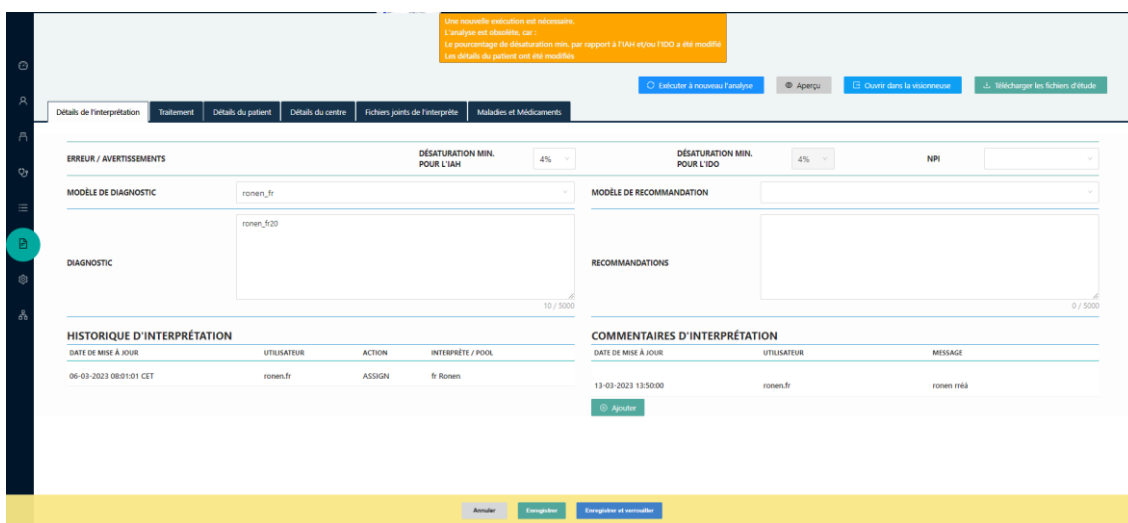 Une nouvelle exécution est nécessaire.
L'analyse est obsolète, car :
Le pourcentage de désaturation min. par rapport à l'IAH et/ou l'IDO a été modifié
Les détails du patient ont été modifiés
Exécuter à nouveau l'analyse
Aperçu
Ouvrir dans la visionneuse
Télécharger les fichiers d'étude
Détails de l'interprétation
Traitement
Détails du patient
Détails du centre
Fichiers joints de l'interprète
Maladies et Médicaments
ERREUR / AVERTISSEMENTS
DÉSATURATION MIN.
POUR L'IAH
4%
DÉSATURATION MIN.
POUR L'IDO
4%
NPI
MODÈLE DE DIAGNOSTIC
ronen_fr
MODÈLE DE RECOMMANDATION
DIAGNOSTIC
ronen_fr20
10 / 5000
RECOMMANDATIONS
0 / 5000
HISTORIQUE D'INTERPRÉTATION
DATE DE MISE À JOUR UTILISATEUR ACTION INTERPRÈTE / POOL
06-03-2023 08:01:01 CET ronen.fr ASSIGN fr Ronen
COMMENTAIRES D'INTERPRÉTATION
DATE DE MISE À JOUR UTILISATEUR MESSAGE
13-03-2023 13:50:00 ronen.fr ronen rréà
Ajouter
Annular
Enregistrer
Enregistrer et verrouiller